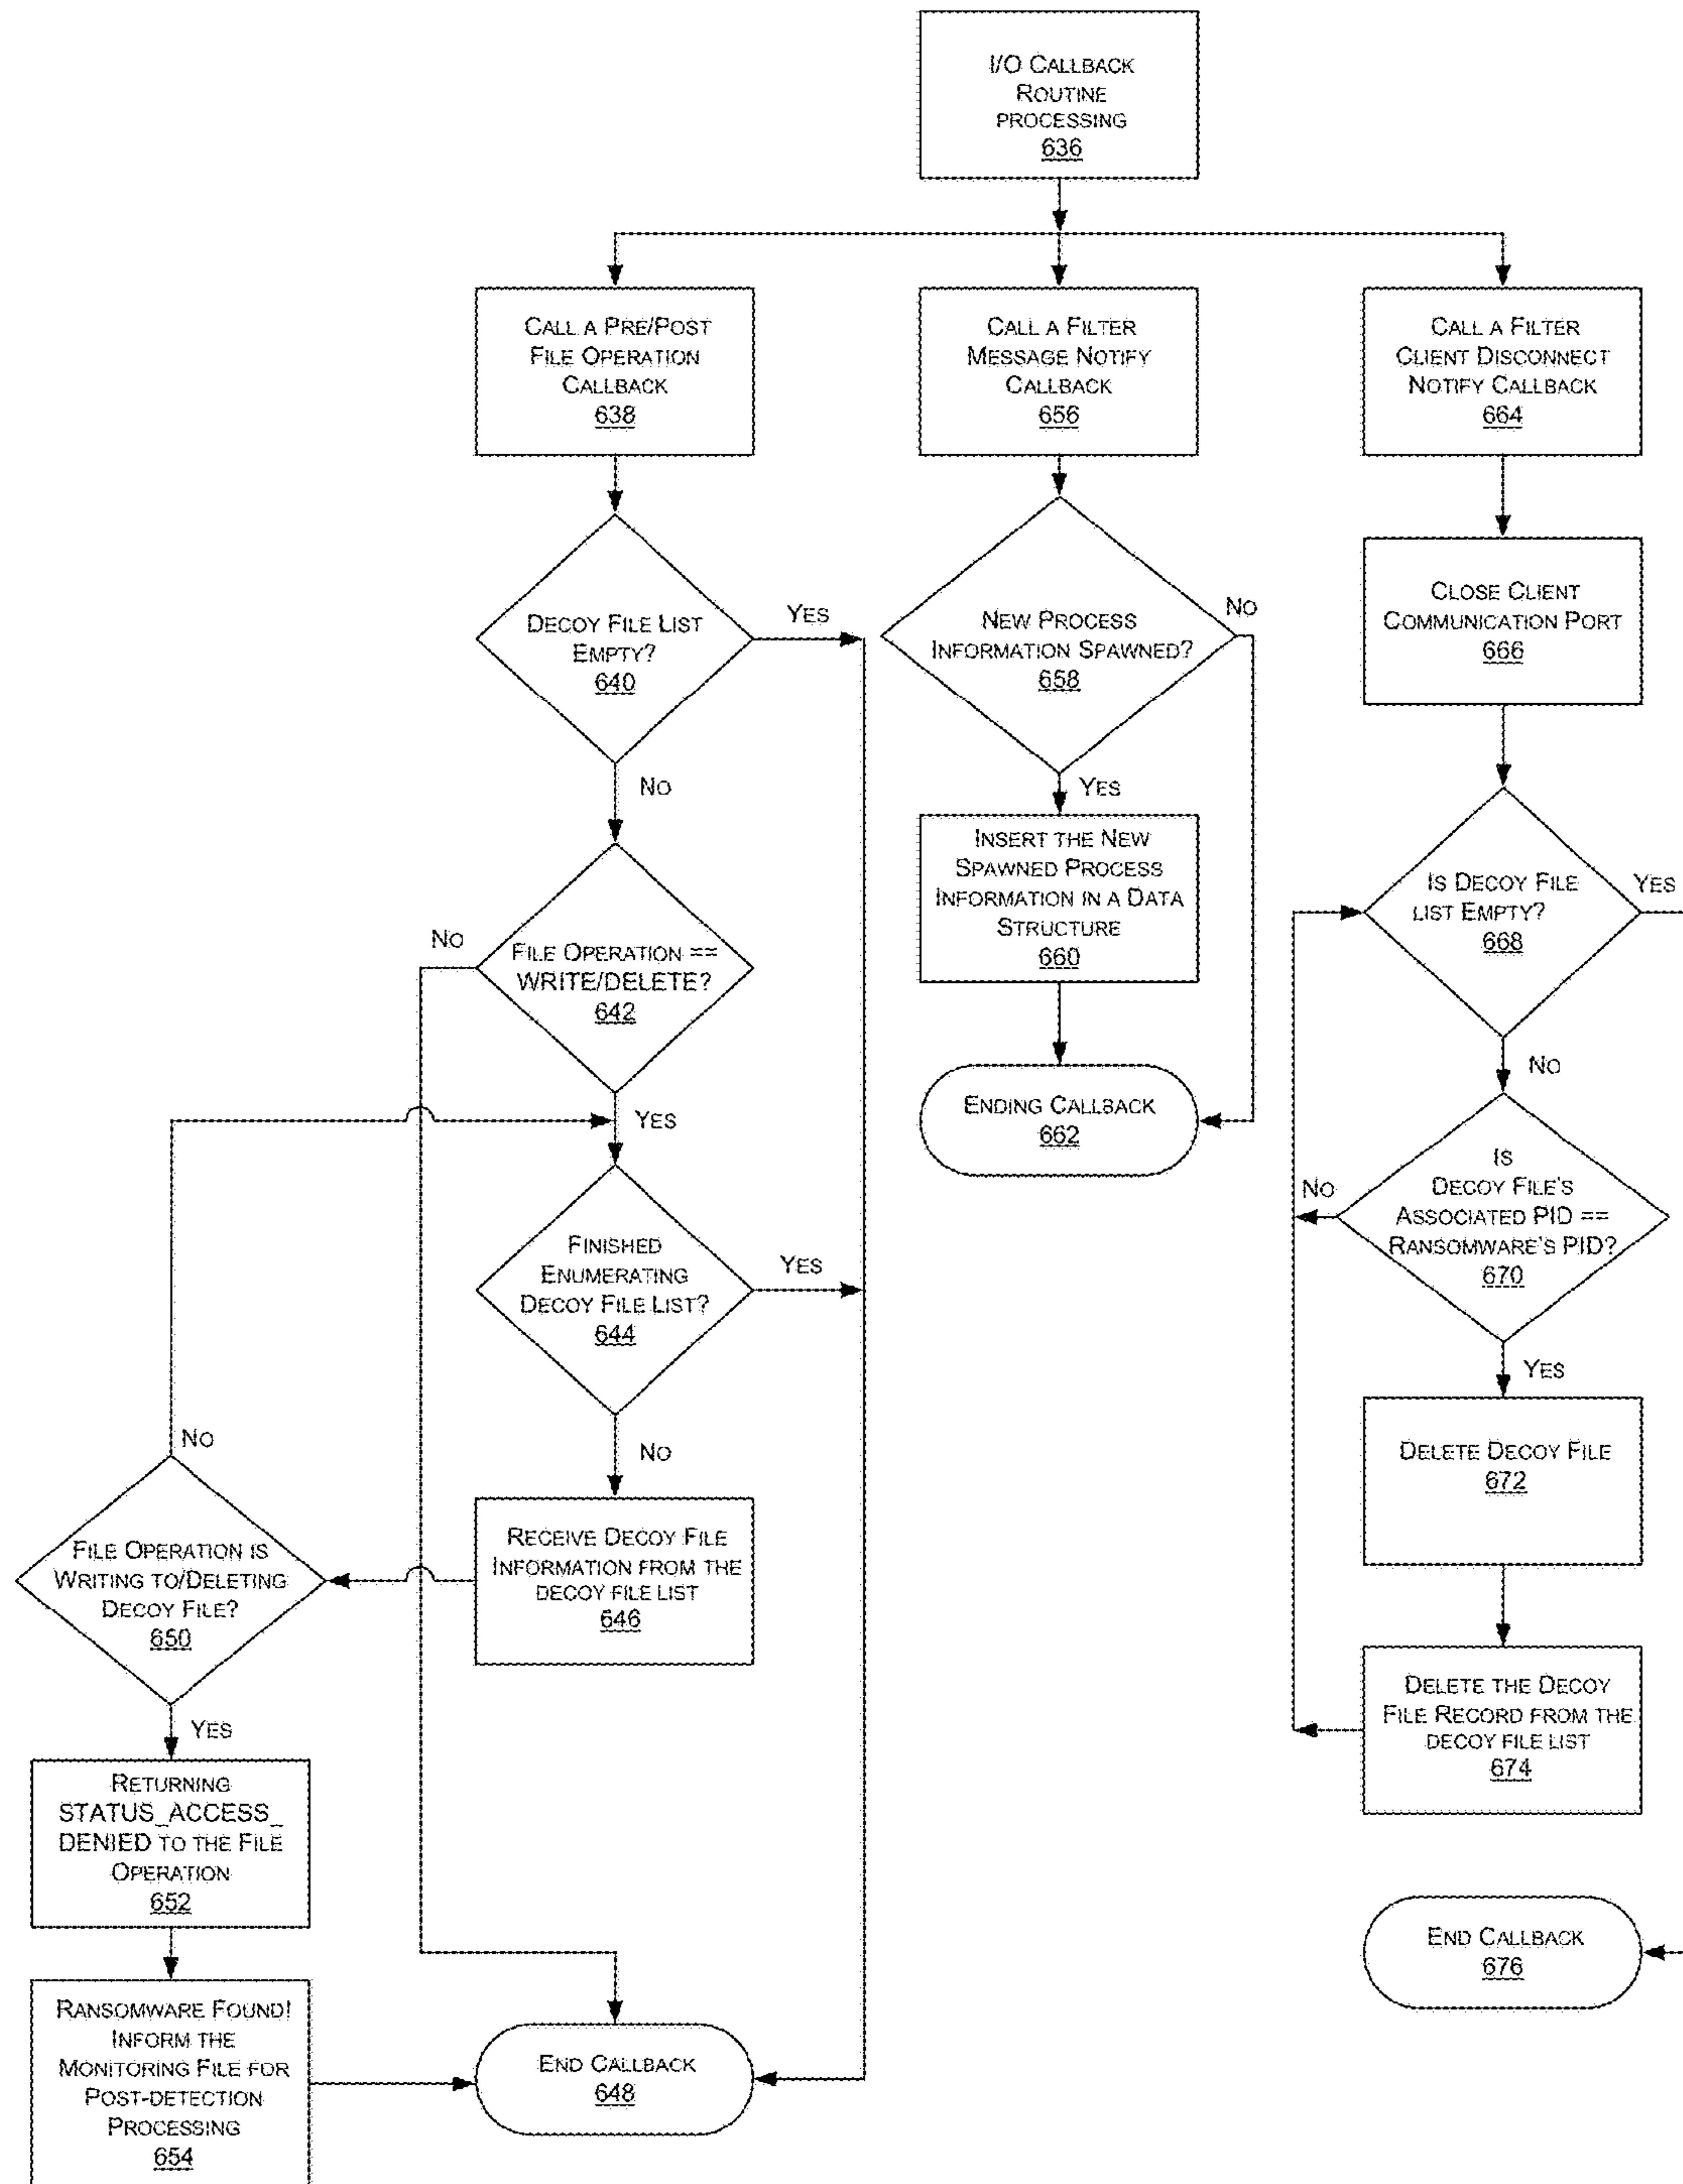 I/O CALLBACK
ROUTINE
PROCESSING
636
CALL A PRE/POST
FILE OPERATION
CALLBACK
638
DECOY FILE LIST
EMPTY?
640
YES
NO
FILE OPERATION ==
WRITE/DELETE?
642
NO
YES
FINISHED
ENUMERATING
DECOY FILE LIST?
644
YES
NO
RECEIVE DECOY FILE
INFORMATION FROM THE
DECOY FILE LIST
646
NO
FILE OPERATION IS
WRITING TO/DELETING
DECOY FILE?
650
YES
RETURNING
STATUS_ACCESS_
DENIED TO THE FILE
OPERATION
652
RANSOMWARE FOUND!
INFORM THE
MONITORING FILE FOR
POST-DETECTION
PROCESSING
654
END CALLBACK
648
CALL A FILTER
MESSAGE NOTIFY
CALLBACK
656
NEW PROCESS
INFORMATION SPAWNED?
658
NO
YES
INSERT THE NEW
SPAWNED PROCESS
INFORMATION IN A DATA
STRUCTURE
660
ENDING CALLBACK
662
CALL A FILTER
CLIENT DISCONNECT
NOTIFY CALLBACK
664
CLOSE CLIENT
COMMUNICATION PORT
666
IS DECOY FILE
LIST EMPTY?
668
YES
NO
IS
DECOY FILE'S
ASSOCIATED PID ==
RANSOMWARE'S PID?
670
NO
YES
DELETE DECOY FILE
672
DELETE THE DECOY
FILE RECORD FROM THE
DECOY FILE LIST
674
END CALLBACK
676